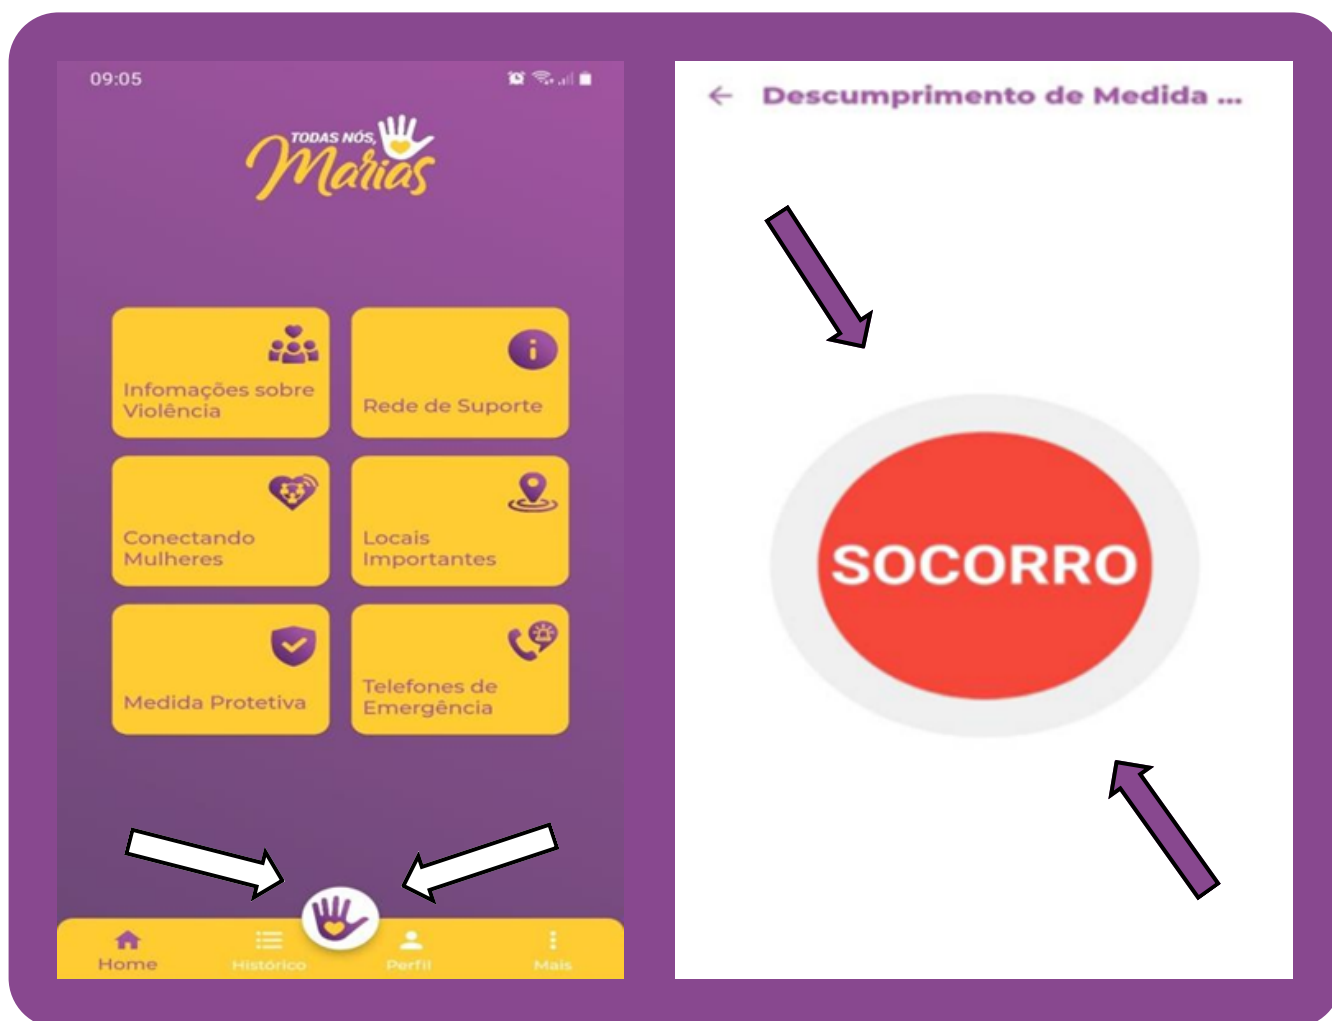 09:05
TODAS NÓS,
Marias
Infomações sobre
Violência
Rede de Suporte
Conectando
Mulheres
Locais
Importantes
Medida Protetiva
Telefones de
Emergência
Home
Histórico
Perfil
Mais
Descumprimento de Medida ...
SOCORRO